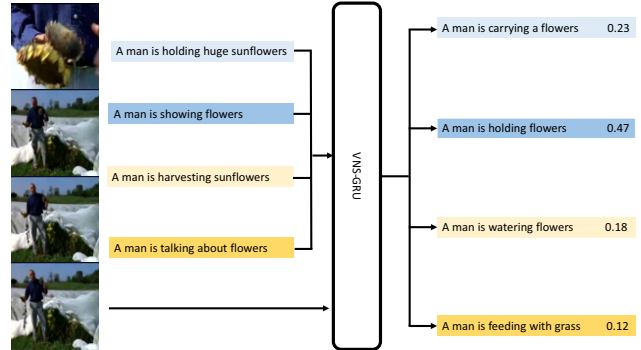 A man is holding huge sunflowers
A man is showing flowers
A man is harvesting sunflowers
A man is talking about flowers
VNS-GRU
A man is carrying a flowers 0.23
A man is holding flowers 0.47
A man is watering flowers 0.18
A man is feeding with grass 0.12